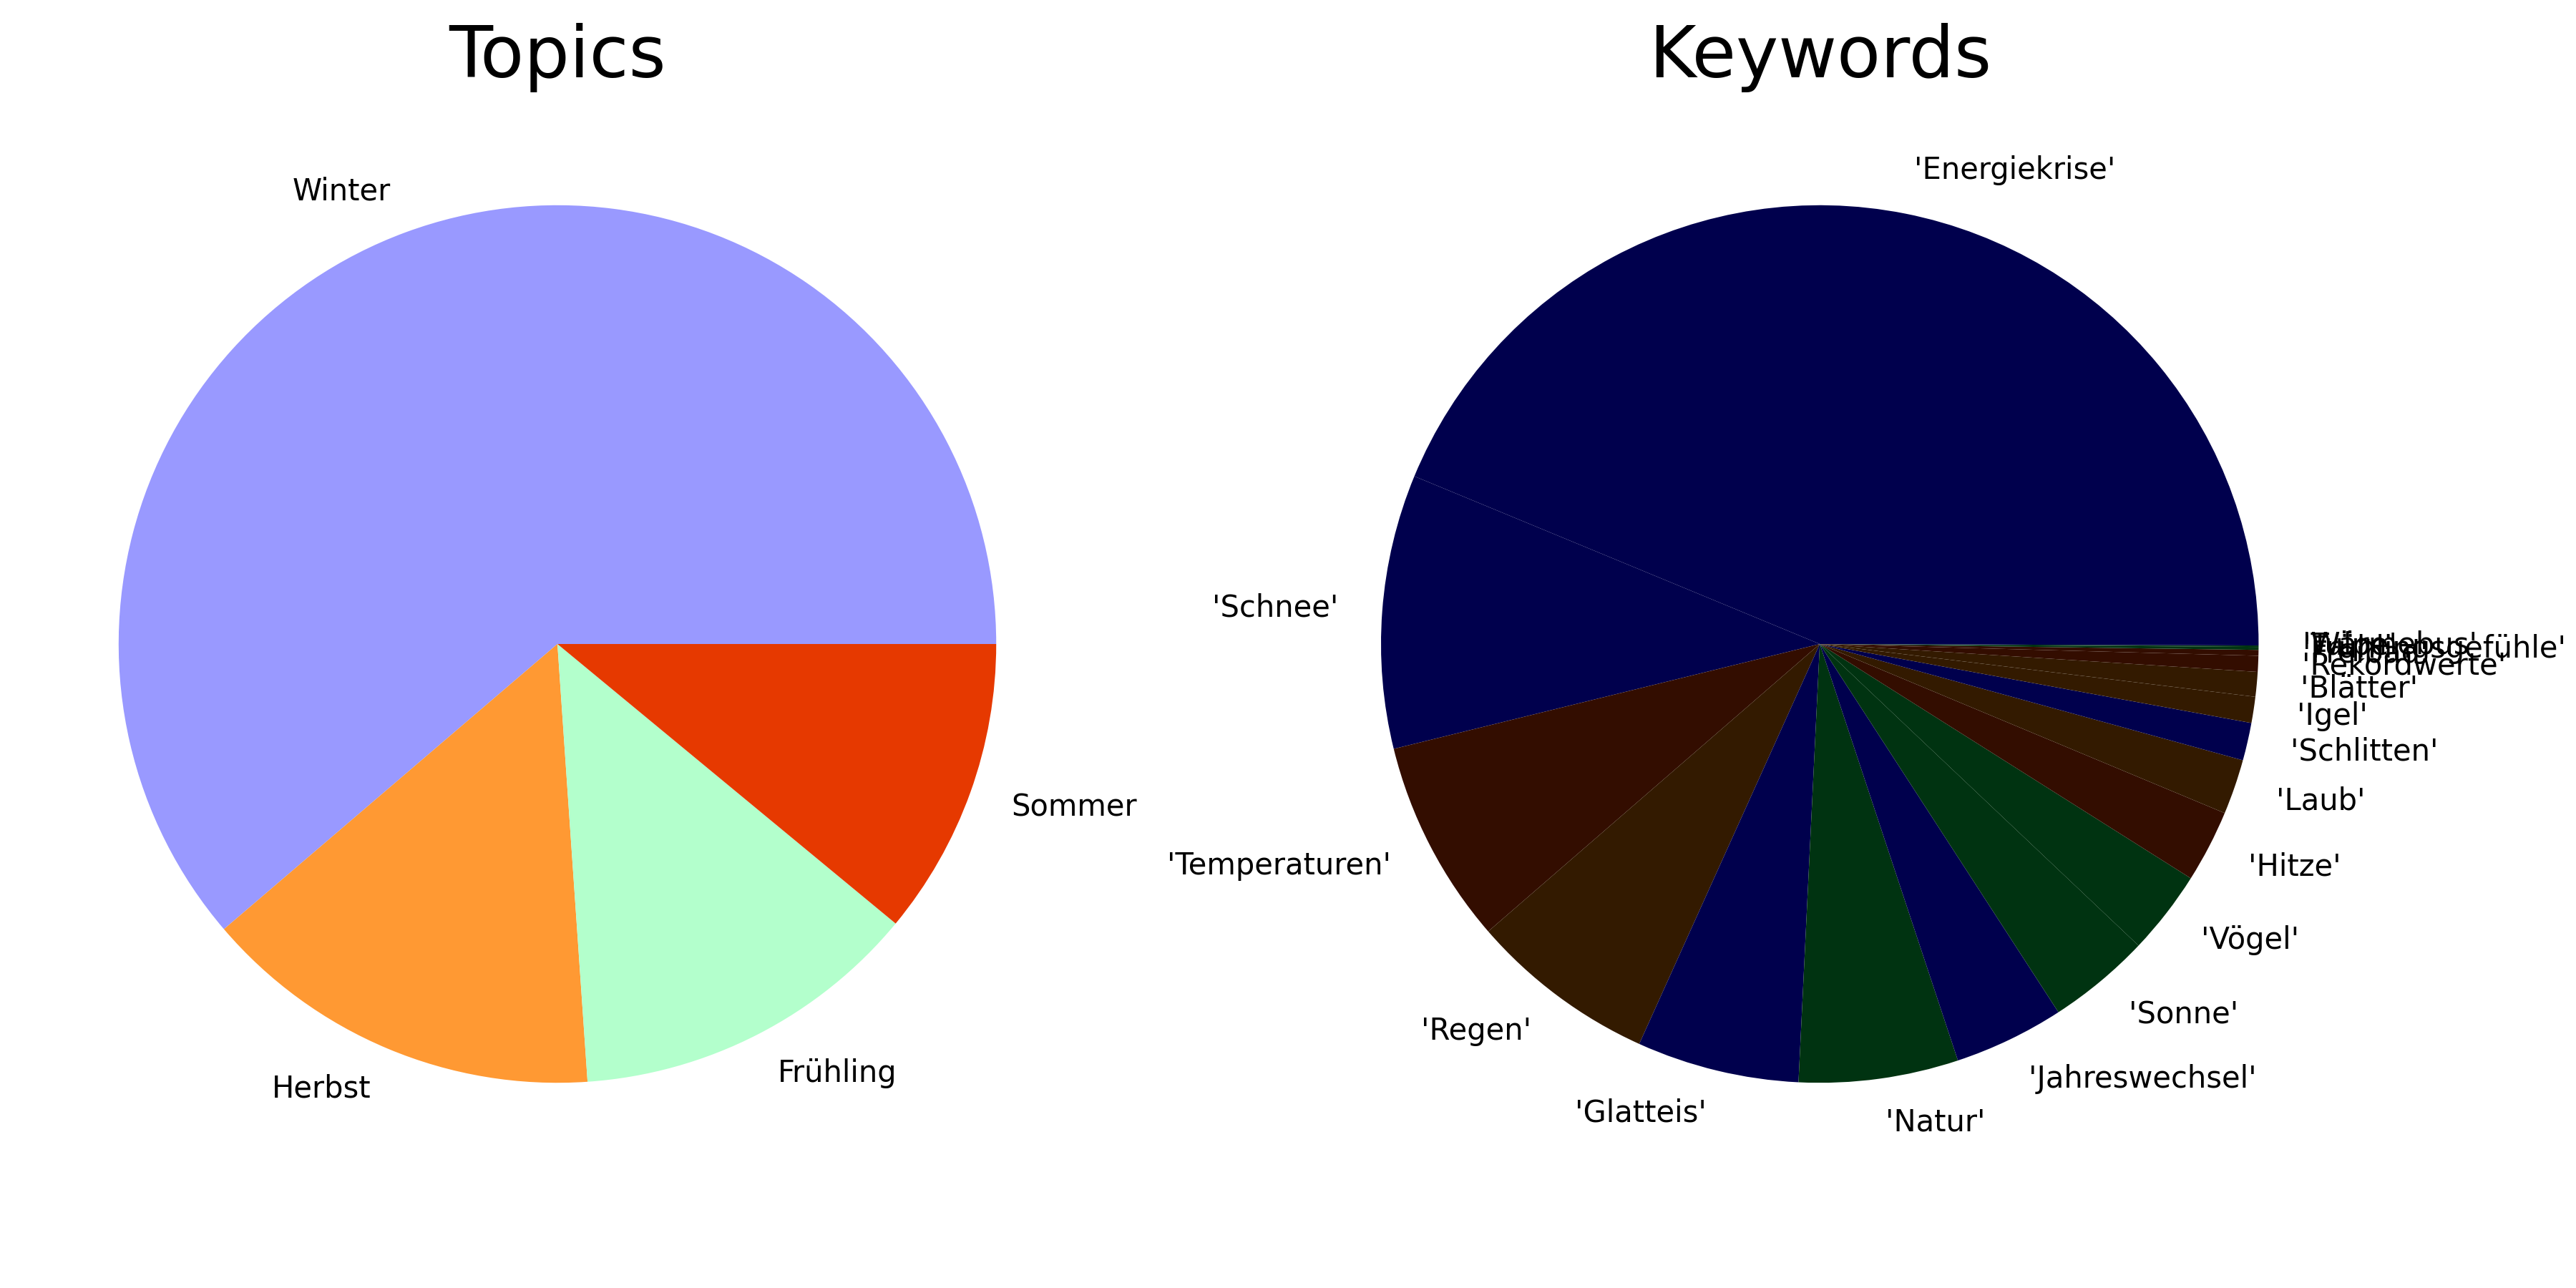 Topics
Winter
Herbst
Frühling
Sommer
Keywords
'Energiekrise'
'Schnee'
'Temperaturen'
'Regen'
'Glatteis'
'Natur'
'Jahreswechsel'
'Sonne'
'Vögel'
'Hitze'
'Laub'
'Schlitten'
'Igel'
'Blätter'
'Rekordwerte'